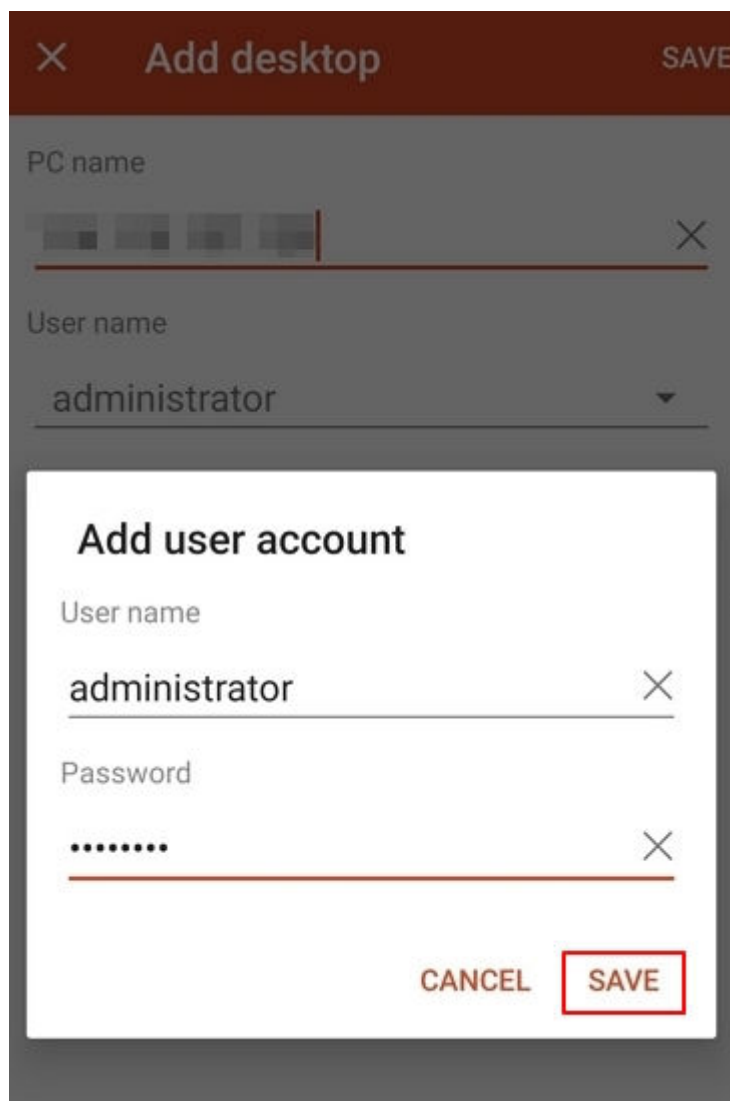 Add desktop SAVE
PC name
User name
administrator
Add user account
User name
administrator
Password
•••••••••
CANCEL SAVE